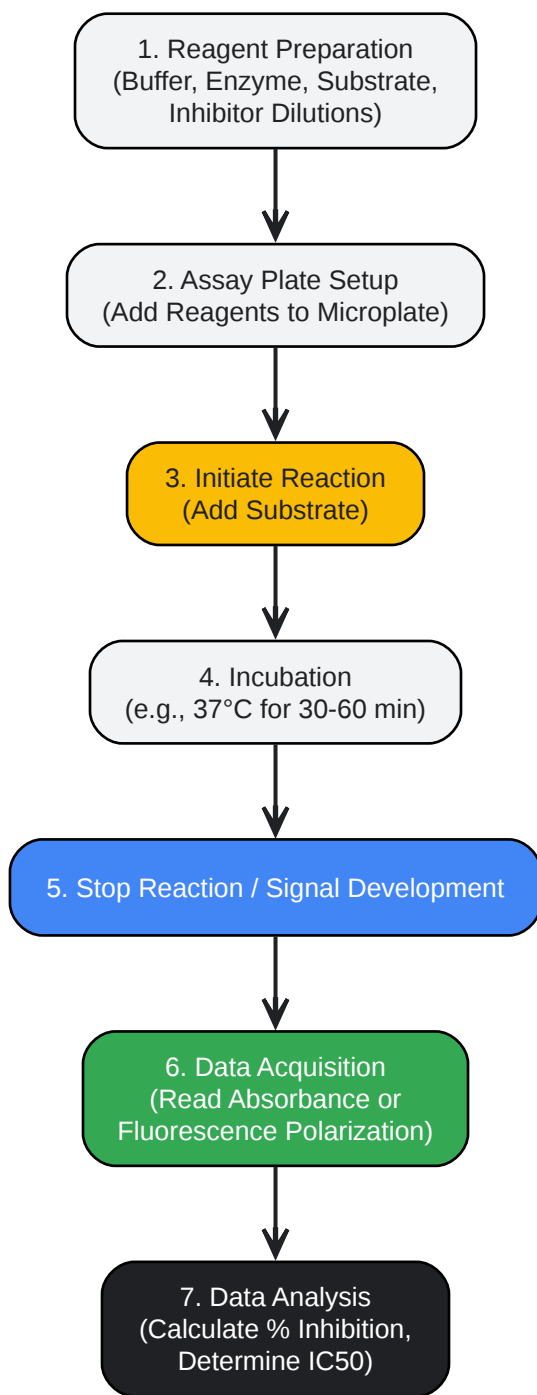 1. Reagent Preparation
(Buffer, Enzyme, Substrate,
Inhibitor Dilutions)
2. Assay Plate Setup
(Add Reagents to Microplate)
3. Initiate Reaction
(Add Substrate)
4. Incubation
(e.g., 37°C for 30-60 min)
5. Stop Reaction / Signal Development
6. Data Acquisition
(Read Absorbance or
Fluorescence Polarization)
7. Data Analysis
(Calculate % Inhibition,
Determine IC50)